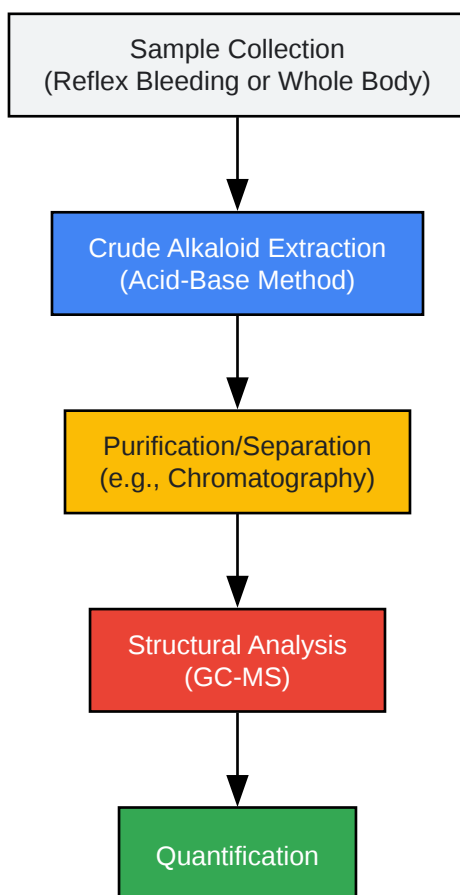 Sample Collection
(Reflex Bleeding or Whole Body)
Crude Alkaloid Extraction
(Acid-Base Method)
Purification/Separation
(e.g., Chromatography)
Structural Analysis
(GC-MS)
Quantification